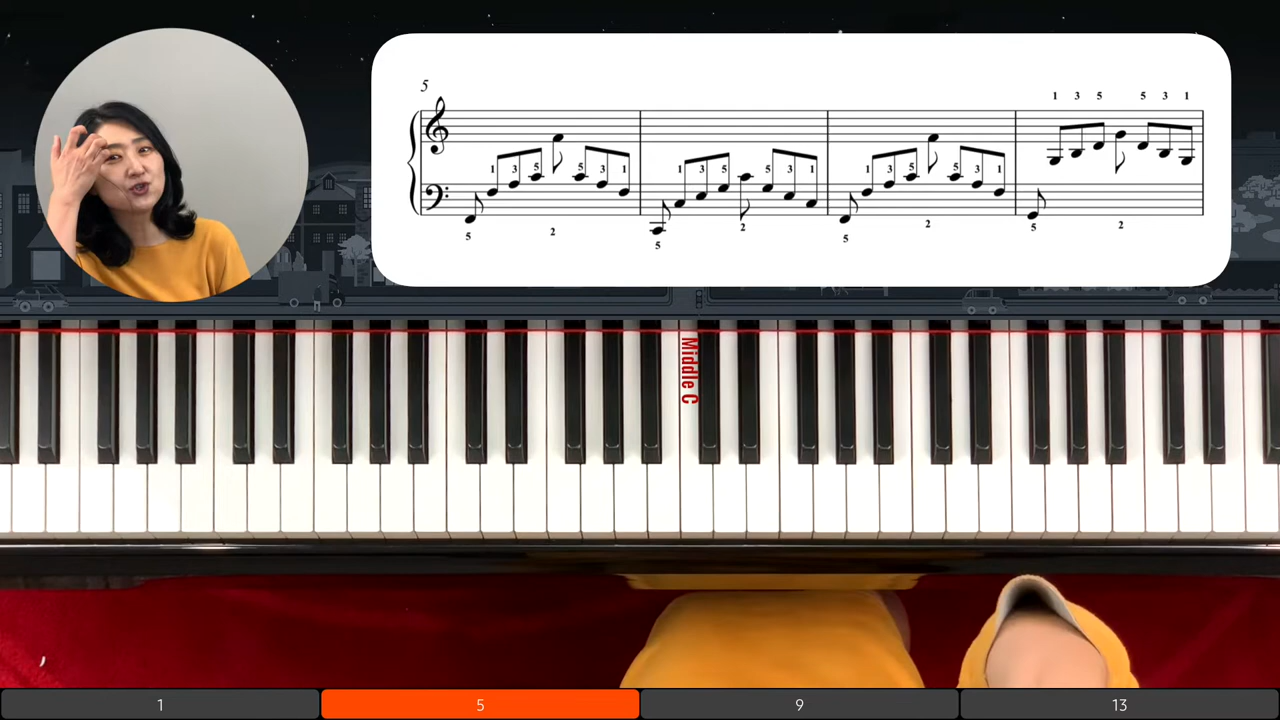 5
1 3 5 5 3 1
1 3 5 5 3 1 1 3 5 5 3 1 1 3 5 5 3 1
5 2 5 2 5 2 5 2
Middle C
1 5 9 13